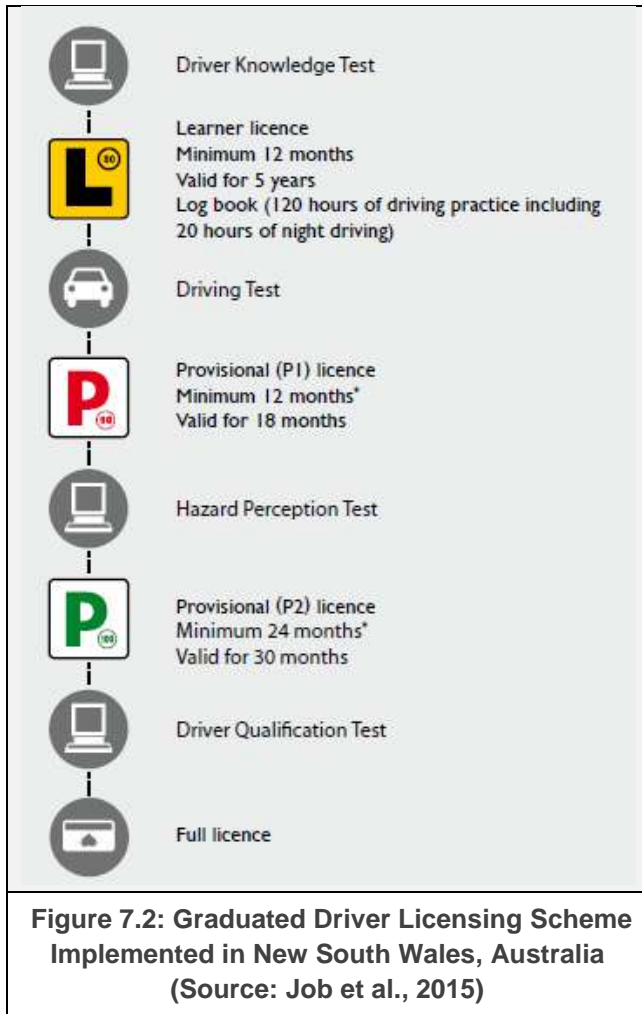 Driver Knowledge Test
Learner licence
Minimum 12 months
Valid for 5 years
Log book (120 hours of driving practice including
20 hours of night driving)
L
80
Driving Test
Provisional (P1) licence
Minimum 12 months*
Valid for 18 months
P
90
Hazard Perception Test
Provisional (P2) licence
Minimum 24 months*
Valid for 30 months
P
100
Driver Qualification Test
Full licence
Figure 7.2: Graduated Driver Licensing Scheme
Implemented in New South Wales, Australia
(Source: Job et al., 2015)